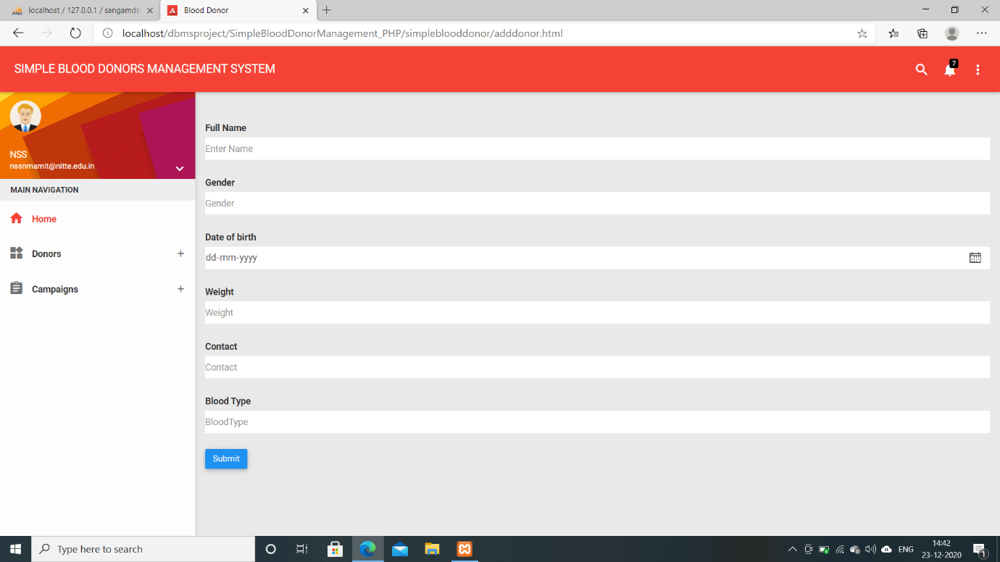 localhost / 127.0.0.1 / sangamdb
A
Blood Donor
localhost/dbmsproject/SimpleBloodDonorManagement_PHP/simpleblooddonor/adddonor.html
SIMPLE BLOOD DONORS MANAGEMENT SYSTEM
7
NSS
nssnmamit@nitte.edu.in
MAIN NAVIGATION
Home
Donors
Campaigns
Full Name
Enter Name
Gender
Gender
Date of birth
dd-mm-yyyy
Weight
Weight
Contact
Contact
Blood Type
BloodType
Submit
Type here to search
ENG
14:42
23-12-2020
1